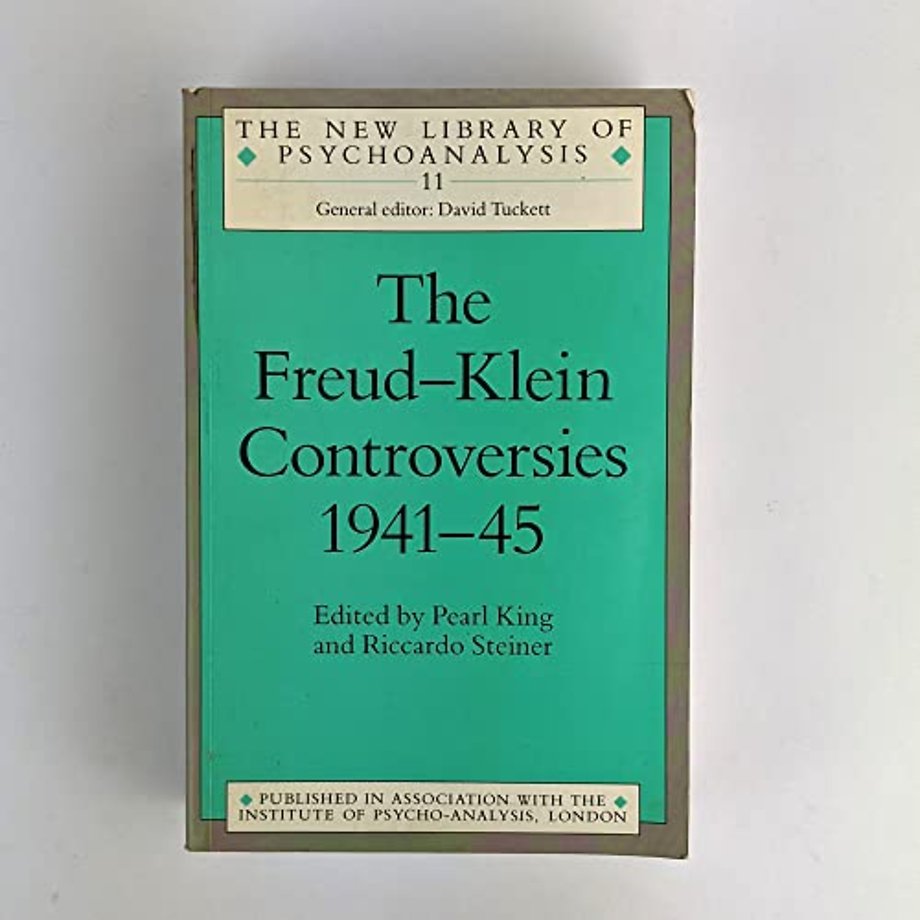 THE NEW LIBRARY OF
PSYCHOANALYSIS
11
General editor: David Tuckett
The
Freud–Klein
Controversies
1941–45
Edited by Pearl King
and Riccardo Steiner
PUBLISHED IN ASSOCIATION WITH THE
INSTITUTE OF PSYCHO-ANALYSIS, LONDON